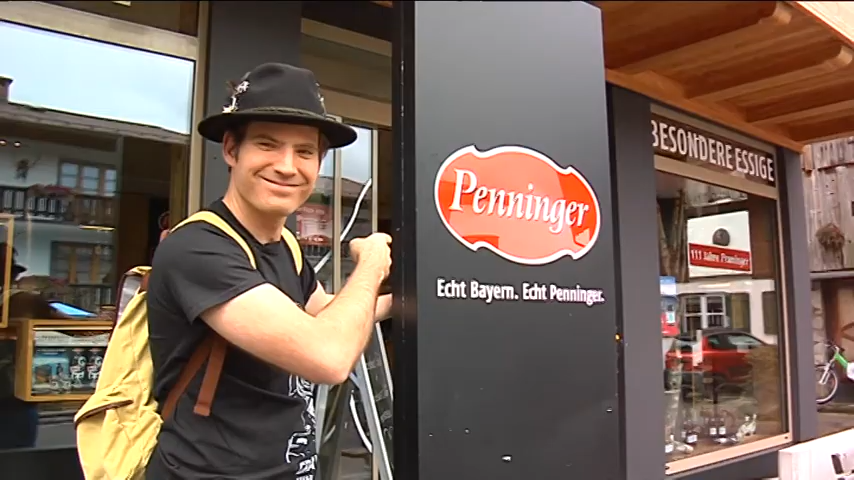 Penninger
Echt Bayern. Echt Penninger.
BESONDERE ESSIGE
111 Jahre Penninger